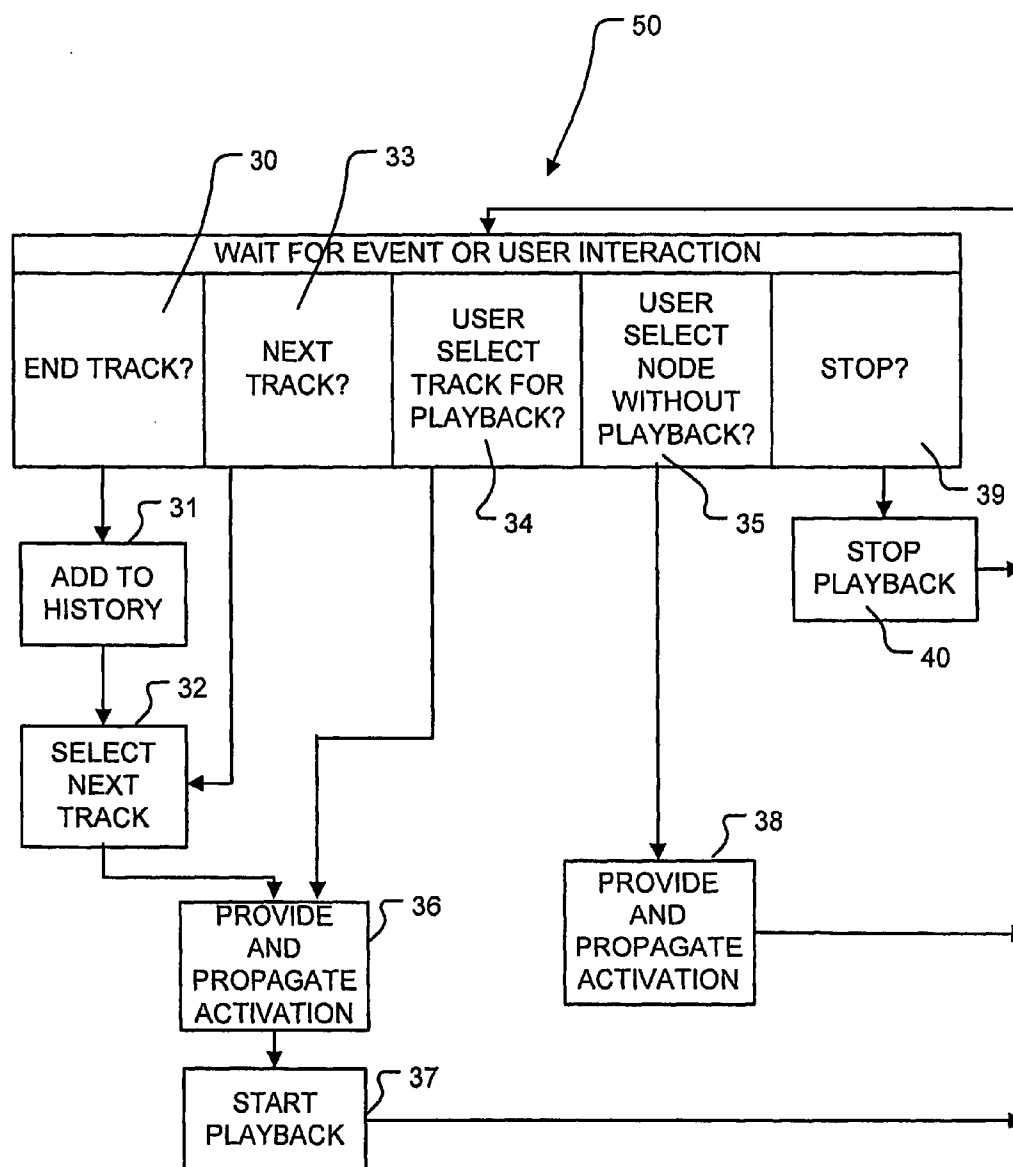 50
30
33
WAIT FOR EVENT OR USER INTERACTION
END TRACK?
NEXT
TRACK?
USER
SELECT
TRACK FOR
PLAYBACK?
USER
SELECT
NODE
WITHOUT
PLAYBACK?
STOP?
34
35
39
31
ADD TO
HISTORY
STOP
PLAYBACK
40
32
SELECT
NEXT
TRACK
38
PROVIDE
AND
PROPAGATE
ACTIVATION
36
PROVIDE
AND
PROPAGATE
ACTIVATION
37
START
PLAYBACK